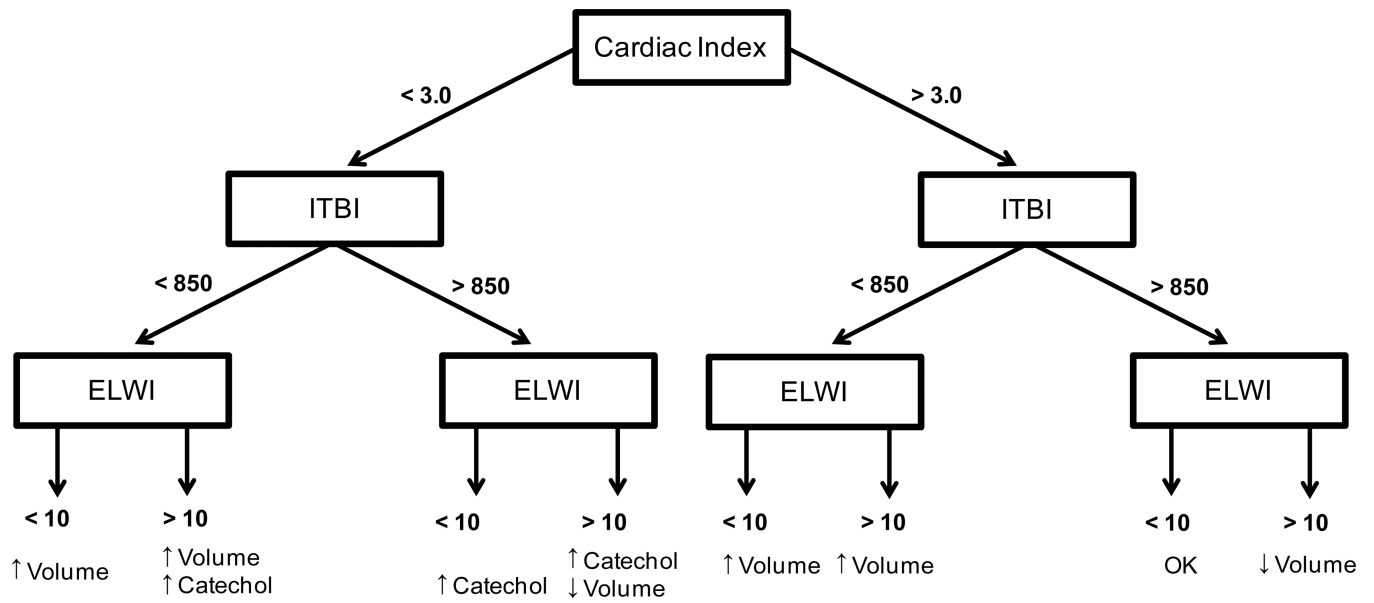 Cardiac Index
< 3.0
> 3.0
ITBI
ITBI
< 850
> 850
< 850
> 850
ELWI
ELWI
ELWI
ELWI
< 10
> 10
< 10
> 10
< 10
> 10
< 10
> 10
↑Volume
↑Volume
↑Catechol
↑Catechol
↑Catechol
↓Volume
↑Volume
↑Volume
OK
↓Volume